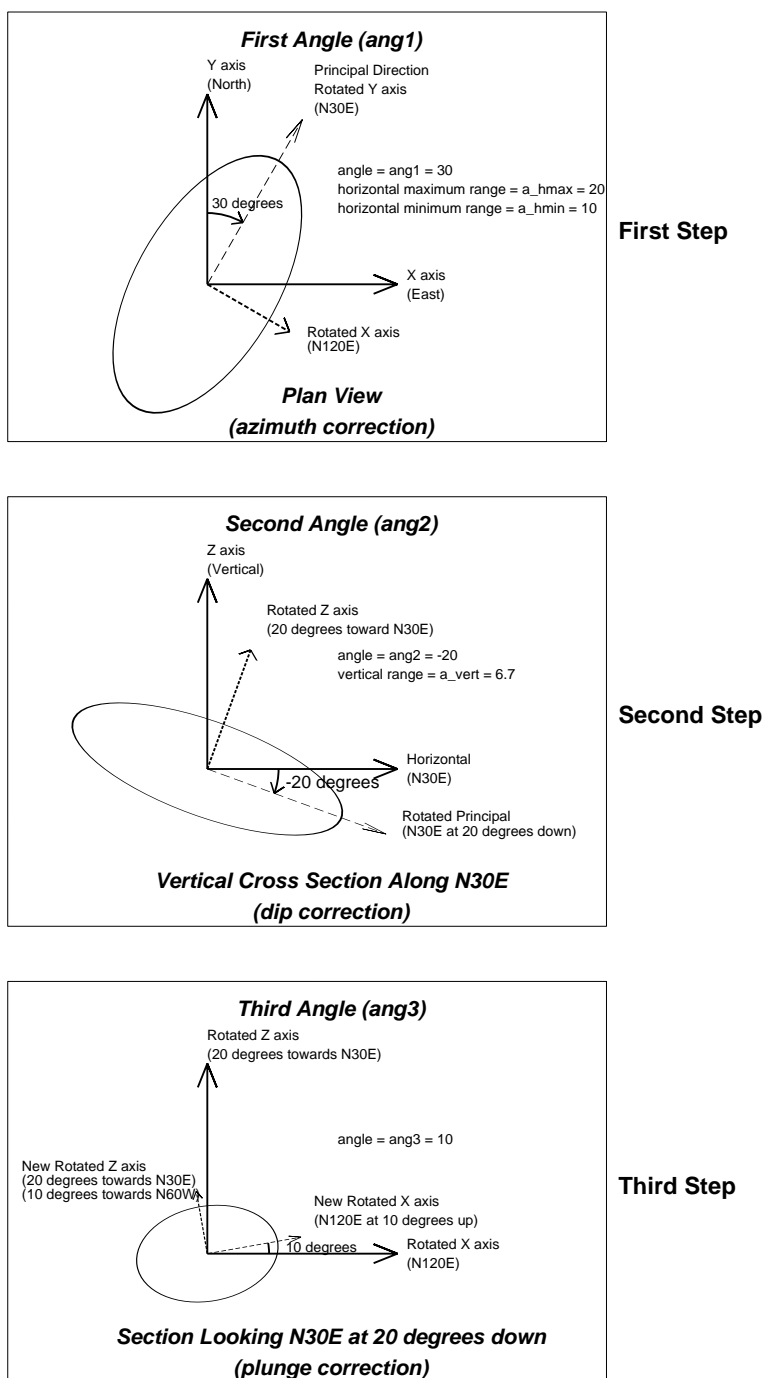 First Angle (ang1)
Y axis
(North)
Principal Direction
Rotated Y axis
(N30E)
angle = ang1 = 30
horizontal maximum range = a_hmax = 20
horizontal minimum range = a_hmin = 10
30 degrees
First Step
X axis
(East)
Rotated X axis
(N120E)
Plan View
(azimuth correction)
Second Angle (ang2)
Z axis
(Vertical)
Rotated Z axis
(20 degrees toward N30E)
angle = ang2 = -20
vertical range = a_vert = 6.7
Second Step
Horizontal
(N30E)
-20 degrees
Rotated Principal
(N30E at 20 degrees down)
Vertical Cross Section Along N30E
(dip correction)
Third Angle (ang3)
Rotated Z axis
(20 degrees towards N30E)
angle = ang3 = 10
New Rotated Z axis
(20 degrees towards N30E)
(10 degrees towards N60W)
Third Step
New Rotated X axis
(N120E at 10 degrees up)
10 degrees
Rotated X axis
(N120E)
Section Looking N30E at 20 degrees down
(plunge correction)